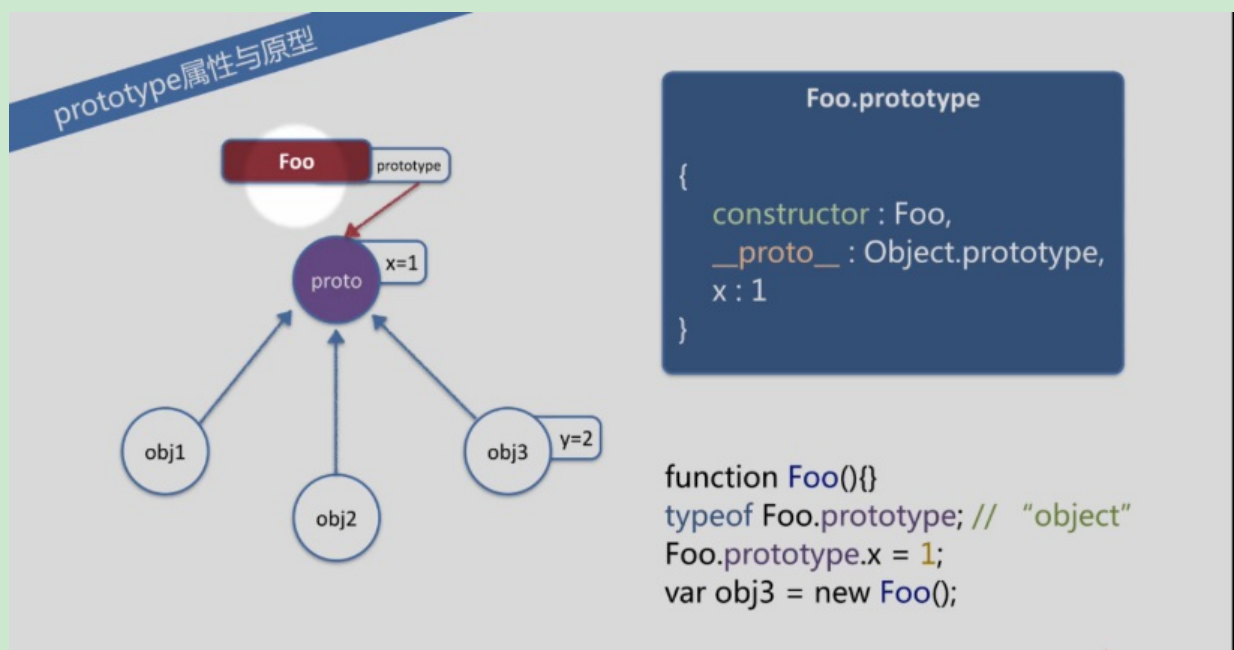 prototype属性与原型
Foo
prototype
x=1
proto
obj1
obj2
obj3
y=2
Foo.prototype
{
constructor : Foo,
__proto__ : Object.prototype,
x : 1
}
function Foo(){}
typeof Foo.prototype; // “object”
Foo.prototype.x = 1;
var obj3 = new Foo();